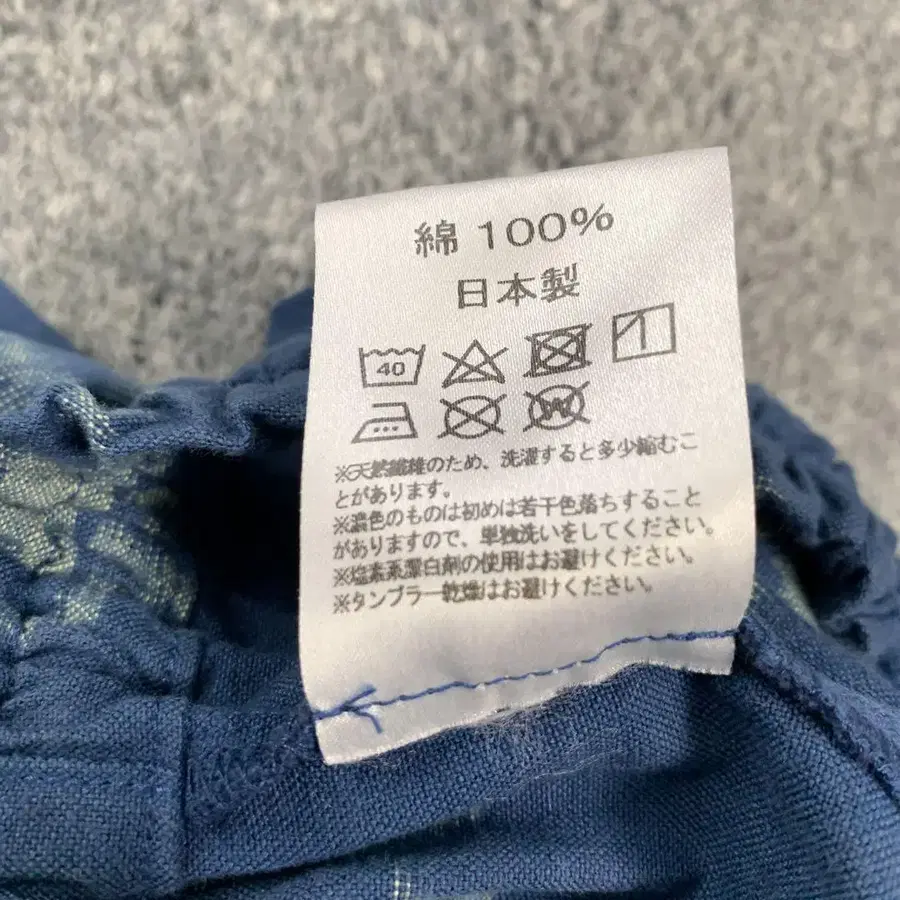 綿 100%
日本製
40
W
※天然繊維のため、洗濯すると多少縮むこ
とがあります。
※濃色のものは初めは若干色落ちすること
がありますので、単独洗いをしてください。
※塩素系漂白剤の使用はお避けください。
※タンブラー乾燥はお避けください。